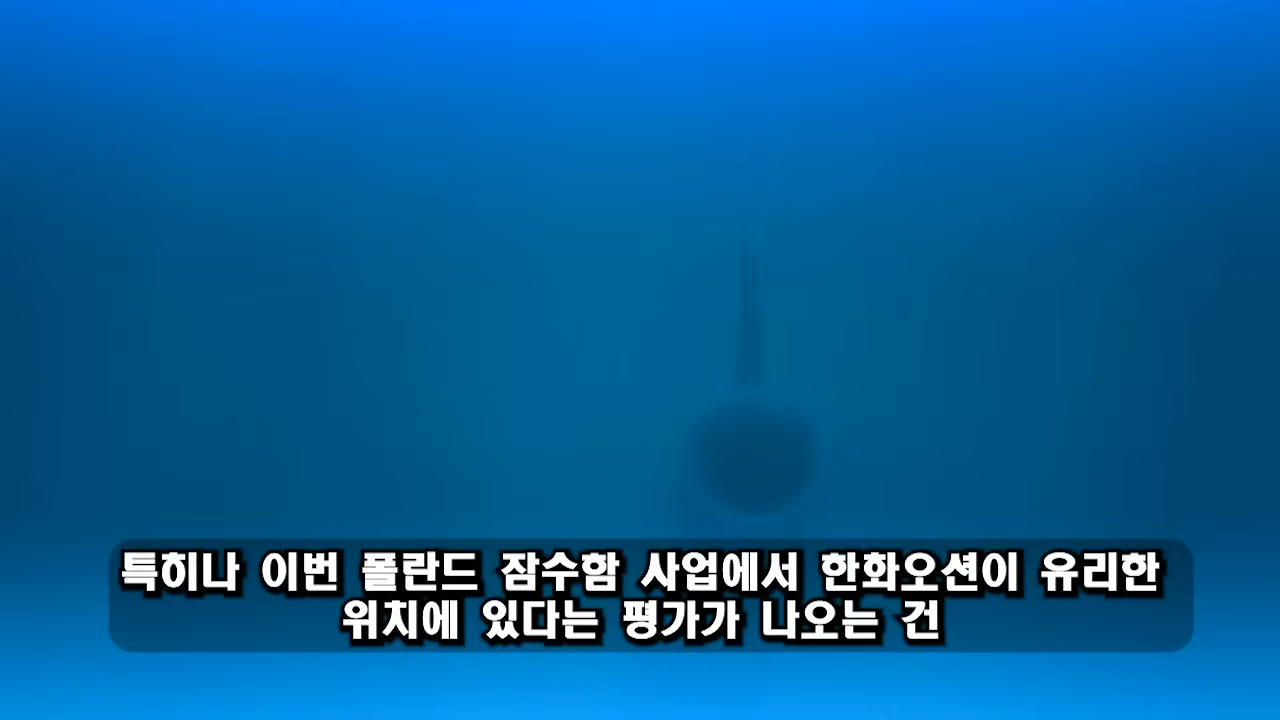 특히나 이번 폴란드 잠수함 사업에서 한화오션이 유리한
위치에 있다는 평가가 나오는 건